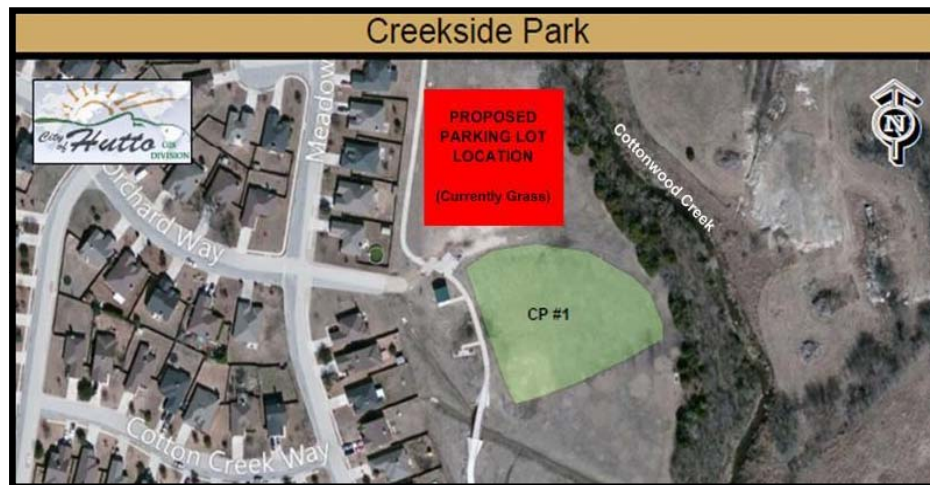 Creekside Park
City of Hutto GIS
DIVISION
PROPOSED
PARKING LOT
LOCATION
(Currently Grass)
N
Meadow
Cottonwood Creek
Orchard Way
CP #1
Cotton Creek Way